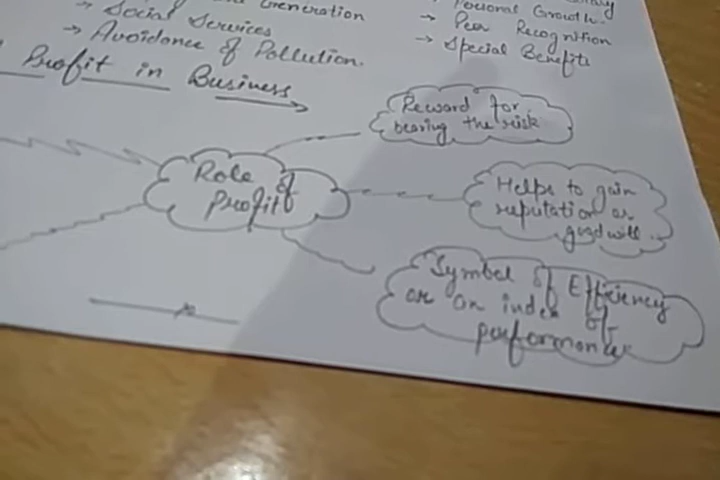 Generation
→ Social Services
→ Avoidance of Pollution.
Profit in Business
Personal Growth.
→ Peer Recognition
→ Special Benefits
Role of
Profit
Reward for
bearing the risk
Helps to gain
reputation or
goodwill..
Symbol of Efficiency
or an index of
performance